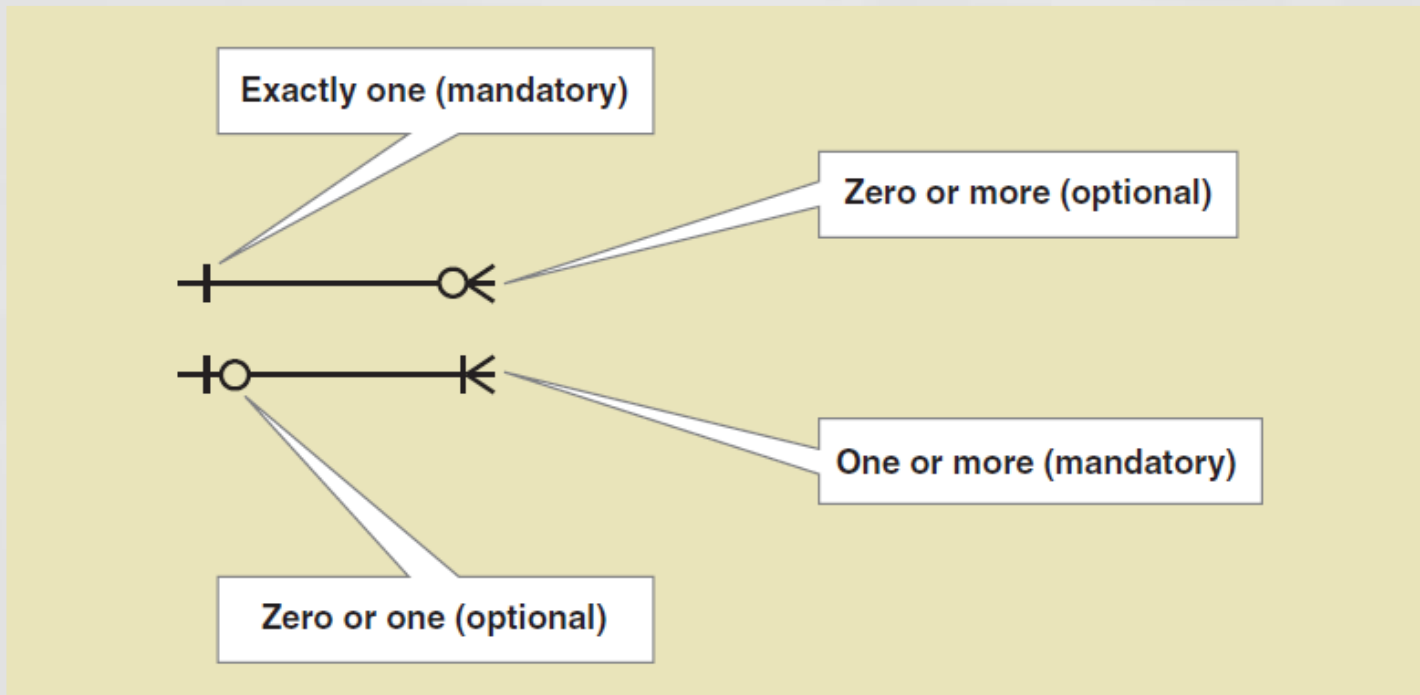 Exactly one (mandatory)
Zero or more (optional)
One or more (mandatory)
Zero or one (optional)